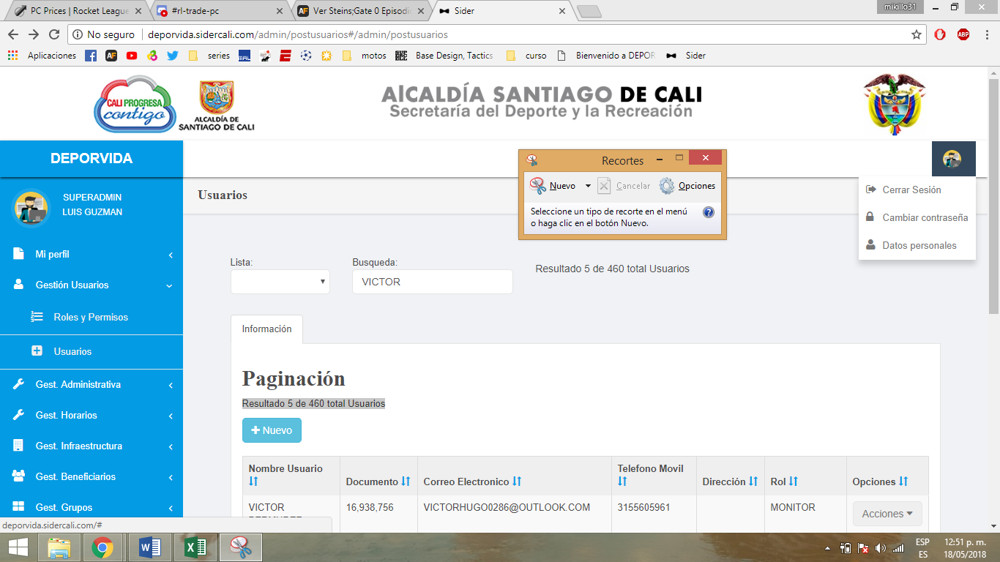 PC Prices | Rocket League
#rl-trade-pc
Ver Steins;Gate 0 Episodi
Sider
mikillo31
No seguro | deporvida.sidercali.com/admin/postusuarios#/admin/postusuarios
Aplicaciones
series
motos
Base Design, Tactics
curso
Bienvenido a DEPOR
Sider
CALI PROGRESA
contigo
ALCALDÍA DE
SANTIAGO DE CALI
AlCALDÍA SANTIAGO DE CALI
Secretaría del Deporte y la Recreación
DEPORVIDA
SUPERADMIN
LUIS GUZMAN
Mi perfil
Gestión Usuarios
Roles y Permisos
Usuarios
Gest. Administrativa
Gest. Horarios
Gest. Infraestructura
Gest. Beneficiarios
Gest. Grupos
deporvida.sidercali.com/#
Usuarios
Recortes
Nuevo
Cancelar
Opciones
Seleccione un tipo de recorte en el menú
o haga clic en el botón Nuevo.
Cerrar Sesión
Cambiar contraseña
Datos personales
Lista:
Busqueda:
VICTOR
Resultado 5 de 460 total Usuarios
Información
Paginación
Resultado 5 de 460 total Usuarios
Nuevo
Nombre Usuario Documento Correo Electronico Telefono Movil Dirección Rol Opciones
VICTOR 16,938,756 VICTORHUGO0286@OUTLOOK.COM 3155605961 MONITOR Acciones
ESP
ES
12:51 p. m.
18/05/2018